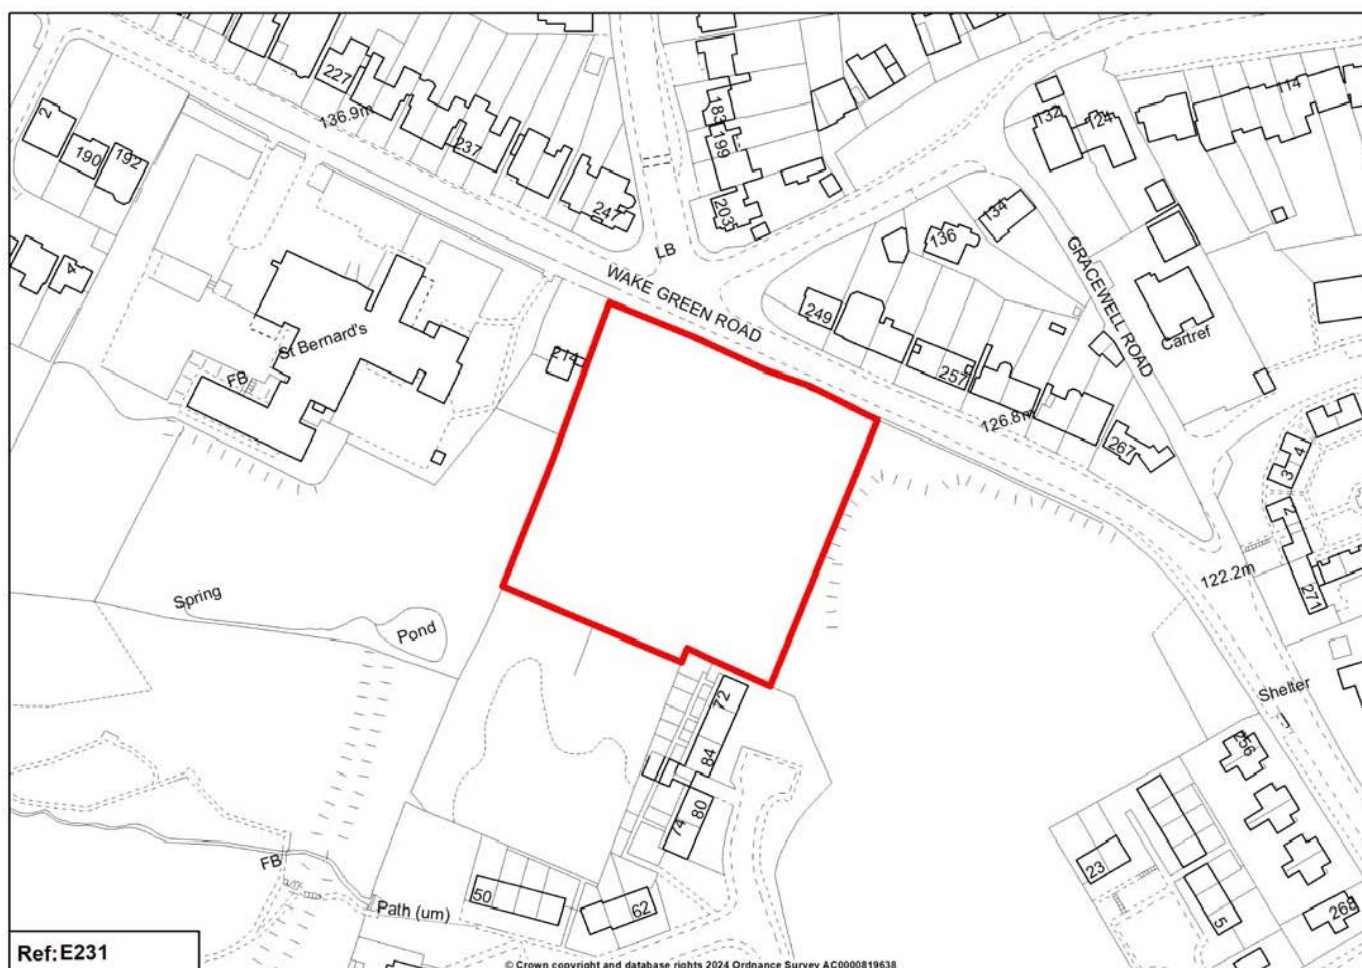 227
136.9m
2
190
192
237
247
183
199
203
LB
WAKE GREEN ROAD
132
124
114
134
136
GRACEWELL ROAD
249
257
Cartref
126.8m
267
4
St Bernard's
FB
214
3
4
2
271
122.2m
Spring
Pond
Shelter
72
84
80
74
256
23
5
268
FB
Path (um)
50
62
Ref:E231
© Crown copyright and database rights 2024 Ordnance Survey AC0000819638